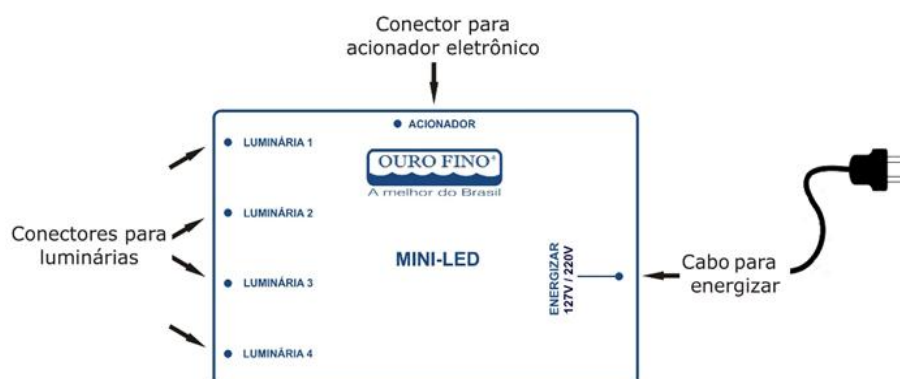 Conector para
acionador eletrônico
ACIONADOR
LUMINÁRIA 1
OURO FINO®
A melhor do Brasil
LUMINÁRIA 2
Conectores para
luminárias
MINI-LED
ENERGIZAR
127V / 220V
Cabo para
energizar
LUMINÁRIA 3
LUMINÁRIA 4